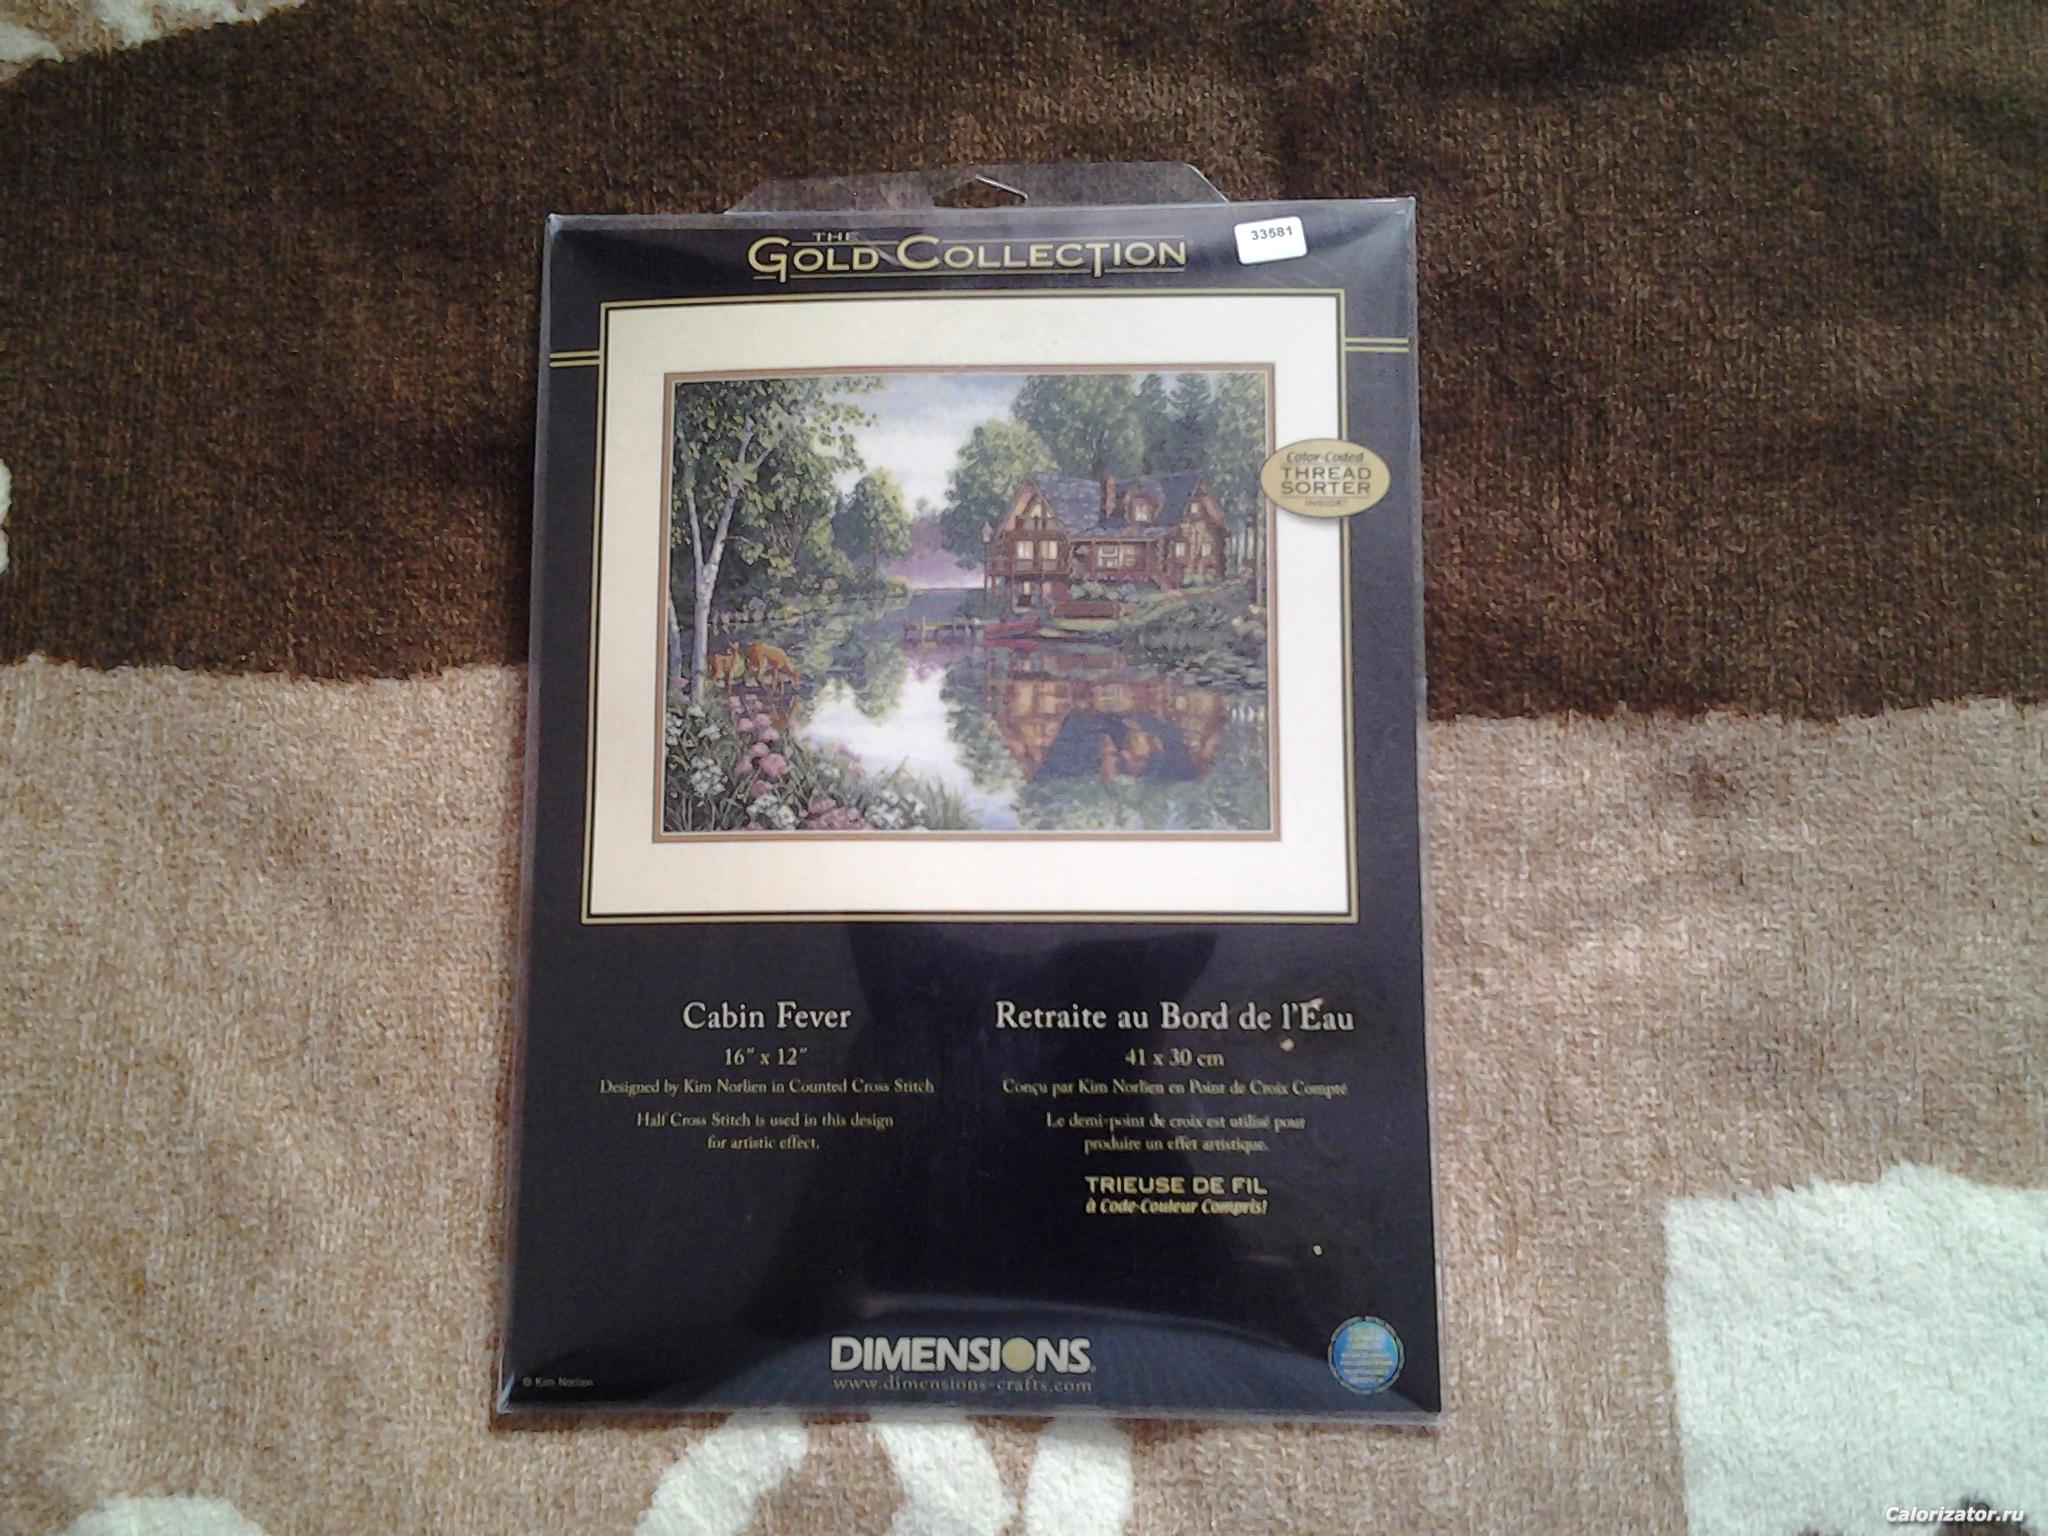 THE
GOLD COLLECTION
33581
Color-Coded
THREAD
SORTER
INSIDE!
Cabin Fever
16" x 12"
Designed by Kim Norlien in Counted Cross Stitch
Half Cross Stitch is used in this design
for artistic effect.
Retraite au Bord de l'Eau
41 x 30 cm
Conçu par Kim Norlien en Point de Croix Compté
Le demi-point de croix est utilisé pour
produire un effet artistique.
TRIEUSE DE FIL
à Code-Couleur Compris!
DIMENSIONS
www.dimensions-crafts.com
© Kim Norlien
Calorizator.ru